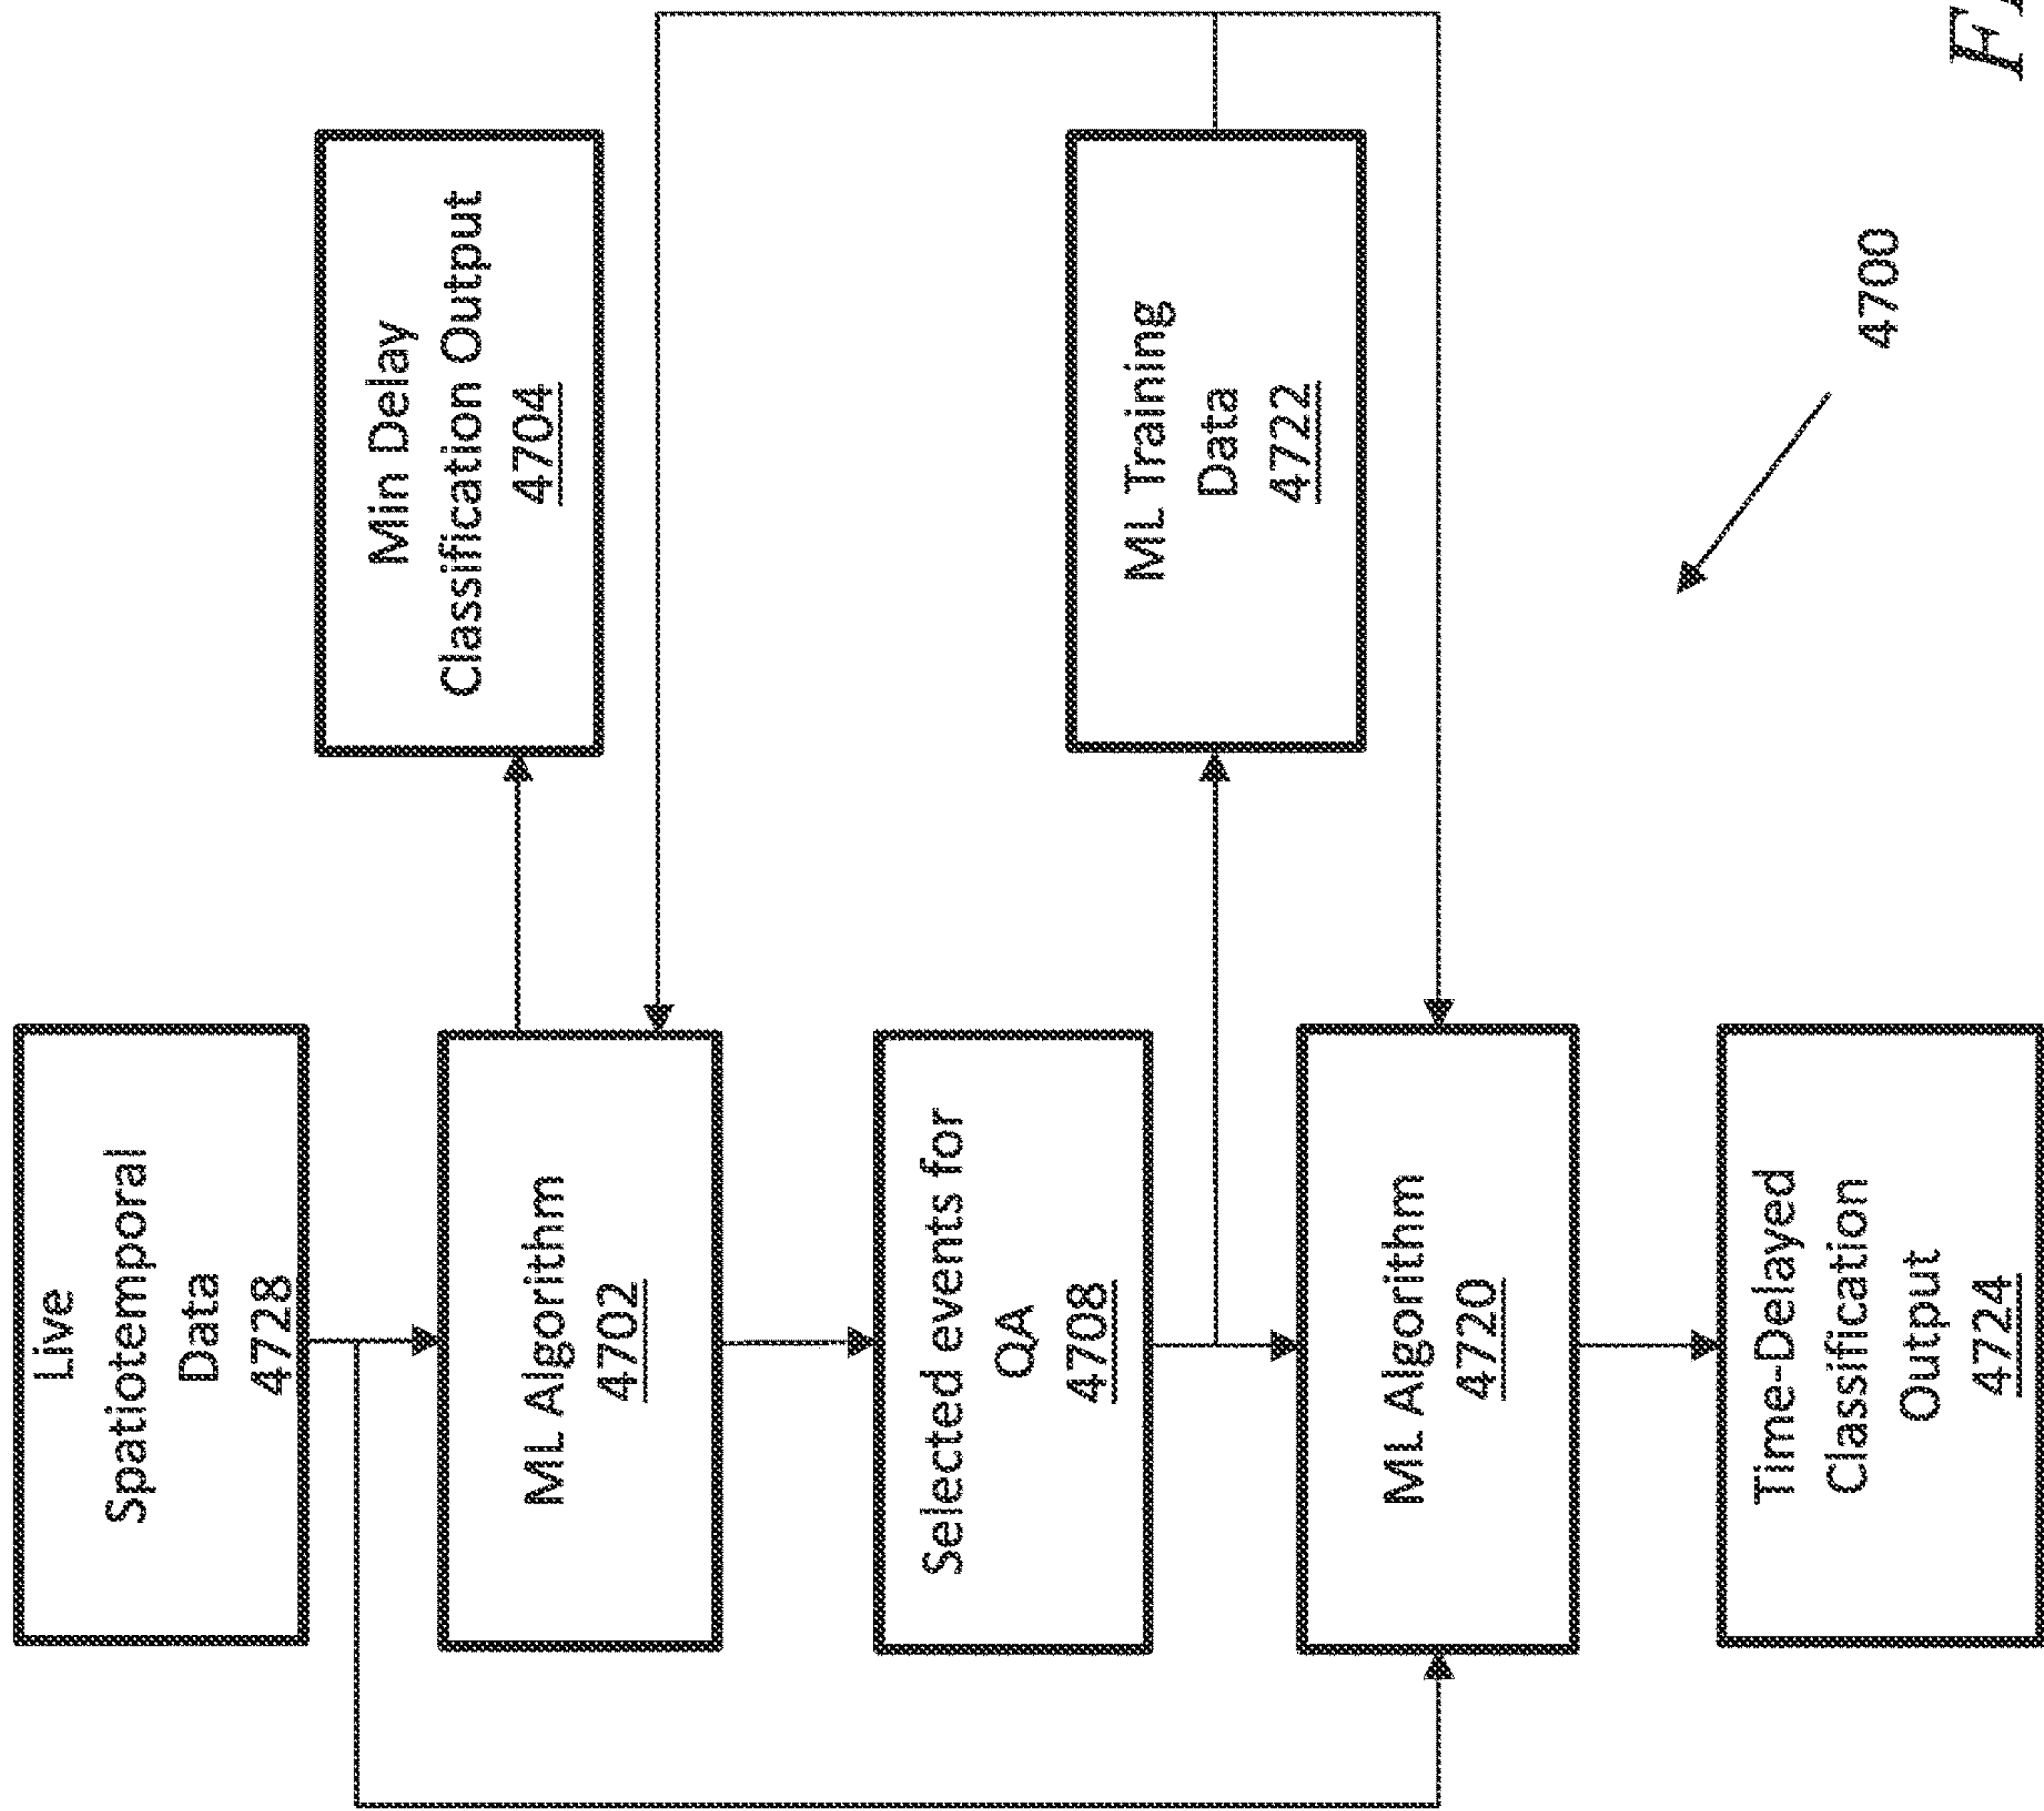 Live
Spatiotemporal
Data
4728
ML Algorithm
4702
Min Delay
Classification Output
4704
Selected events for
QA
4708
ML Training
Data
4722
ML Algorithm
4720
Time-Delayed
Classification
Output
4724
4700